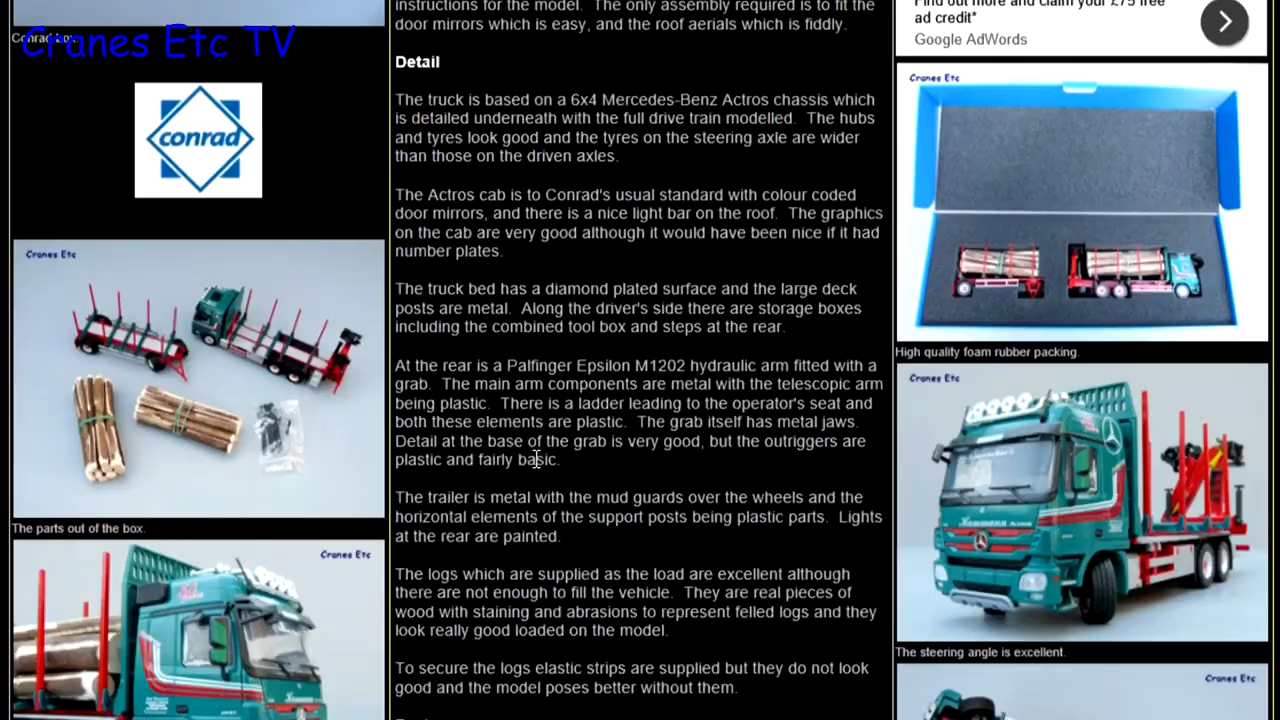 Conrad box.
Cranes Etc TV
conrad
Cranes Etc
The parts out of the box.
Cranes Etc
instructions for the model. The only assembly required is to fit the
door mirrors which is easy, and the roof aerials which is fiddly.
Detail
The truck is based on a 6x4 Mercedes-Benz Actros chassis which
is detailed underneath with the full drive train modelled. The hubs
and tyres look good and the tyres on the steering axle are wider
than those on the driven axles.
The Actros cab is to Conrad's usual standard with colour coded
door mirrors, and there is a nice light bar on the roof. The graphics
on the cab are very good although it would have been nice if it had
number plates.
The truck bed has a diamond plated surface and the large deck
posts are metal. Along the driver's side there are storage boxes
including the combined tool box and steps at the rear.
At the rear is a Palfinger Epsilon M1202 hydraulic arm fitted with a
grab. The main arm components are metal with the telescopic arm
being plastic. There is a ladder leading to the operator's seat and
both these elements are plastic. The grab itself has metal jaws.
Detail at the base of the grab is very good, but the outriggers are
plastic and fairly basic.
The trailer is metal with the mud guards over the wheels and the
horizontal elements of the support posts being plastic parts. Lights
at the rear are painted.
The logs which are supplied as the load are excellent although
there are not enough to fill the vehicle. They are real pieces of
wood with staining and abrasions to represent felled logs and they
look really good loaded on the model.
To secure the logs elastic strips are supplied but they do not look
good and the model poses better without them.
Find out more and claim your £75 free
ad credit*
Google AdWords
Cranes Etc
High quality foam rubber packing.
Cranes Etc
The steering angle is excellent.
Cranes Etc